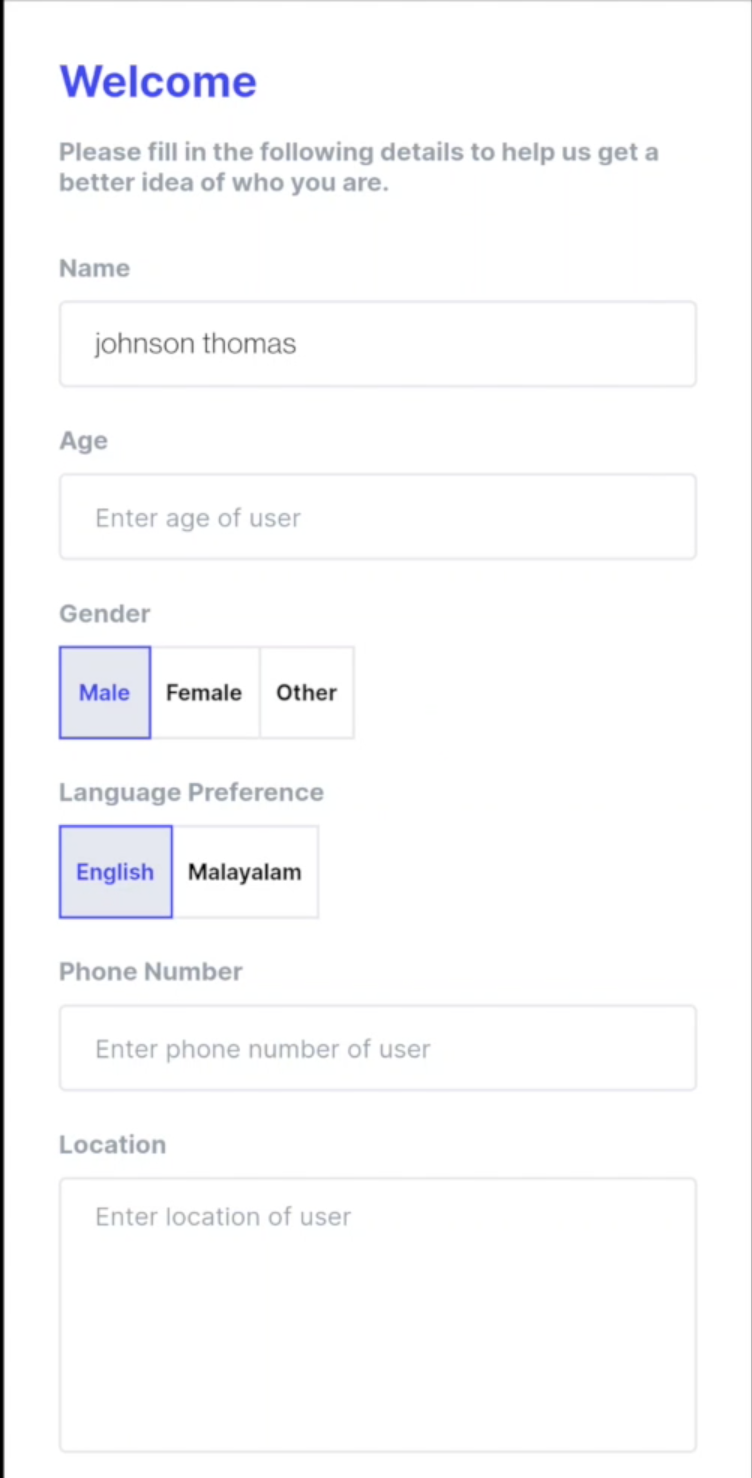 Welcome
Please fill in the following details to help us get a
better idea of who you are.
Name
johnson thomas
Age
Enter age of user
Gender
Male Female Other
Language Preference
English Malayalam
Phone Number
Enter phone number of user
Location
Enter location of user